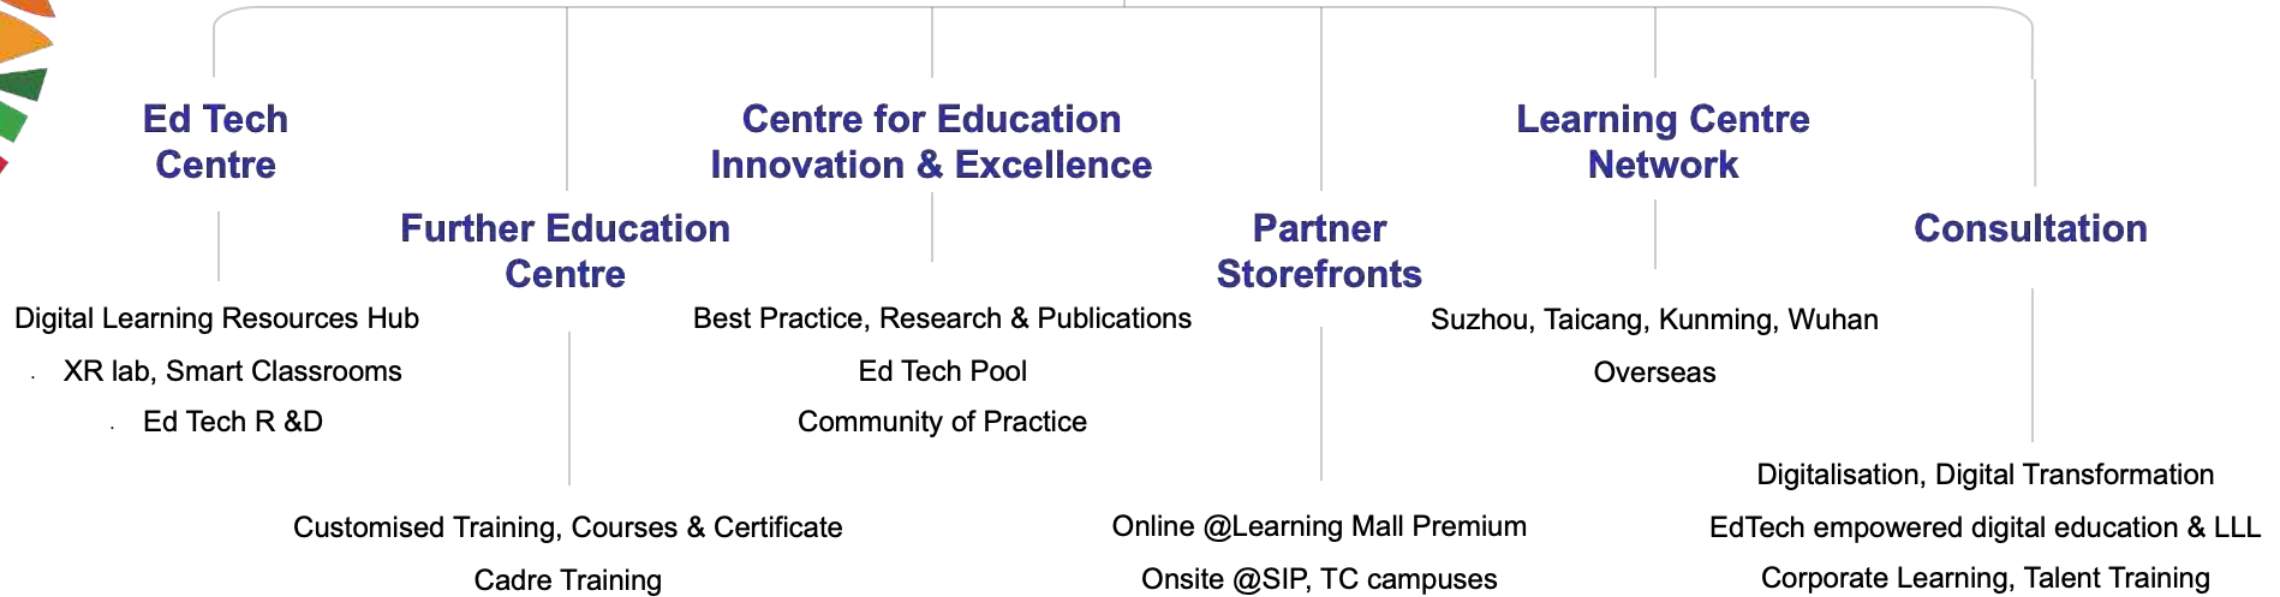 Ed Tech
Centre
Further Education
Centre
Centre for Education
Innovation & Excellence
Partner
Storefronts
Learning Centre
Network
Consultation
Digital Learning Resources Hub
XR lab, Smart Classrooms
Ed Tech R &D
Customised Training, Courses & Certificate
Cadre Training
Best Practice, Research & Publications
Ed Tech Pool
Community of Practice
Online @Learning Mall Premium
Onsite @SIP, TC campuses
Suzhou, Taicang, Kunming, Wuhan
Overseas
Digitalisation, Digital Transformation
EdTech empowered digital education & LLL
Corporate Learning, Talent Training